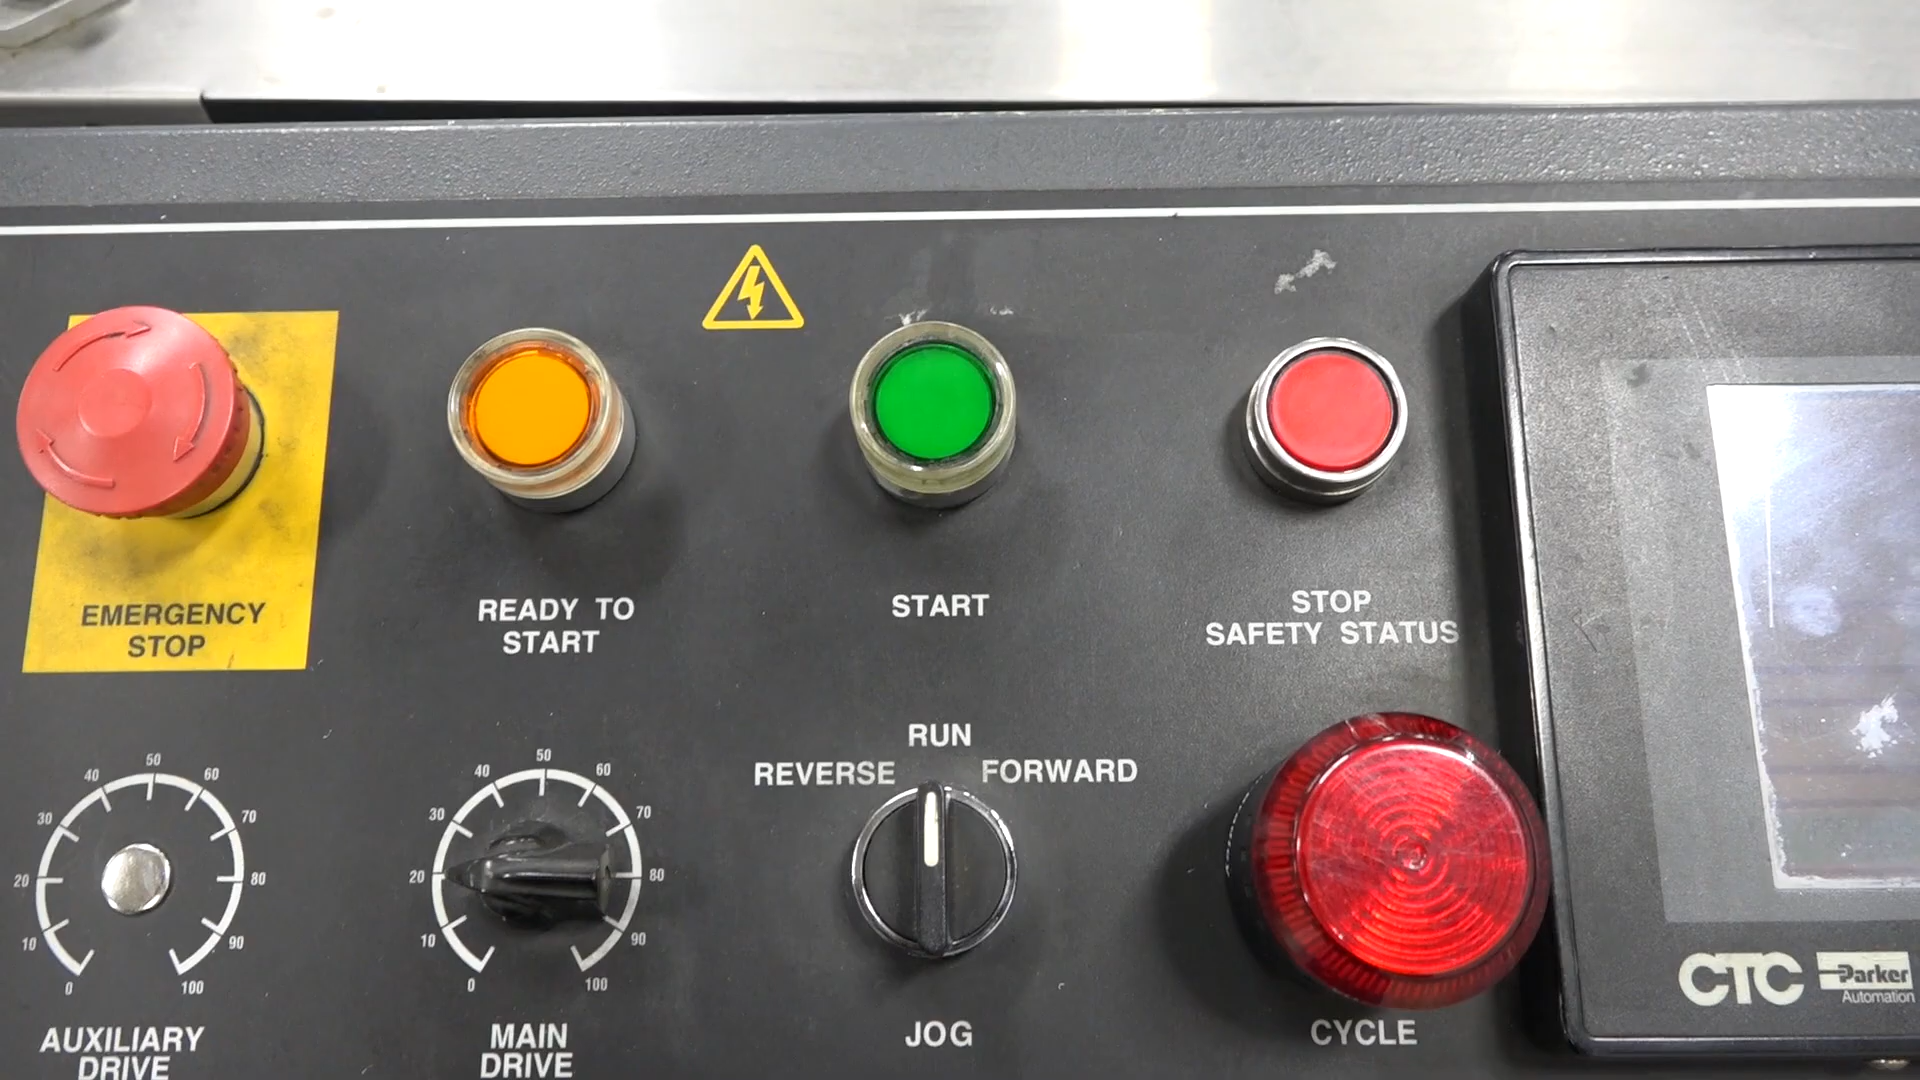 EMERGENCY
STOP
READY TO
START
START
STOP
SAFETY STATUS
0
10
20
30
40
50
60
70
80
90
100
AUXILIARY
DRIVE
0
10
20
30
40
50
60
70
80
90
100
MAIN
DRIVE
RUN
REVERSE FORWARD
JOG
CYCLE
CTC Parker
Automation